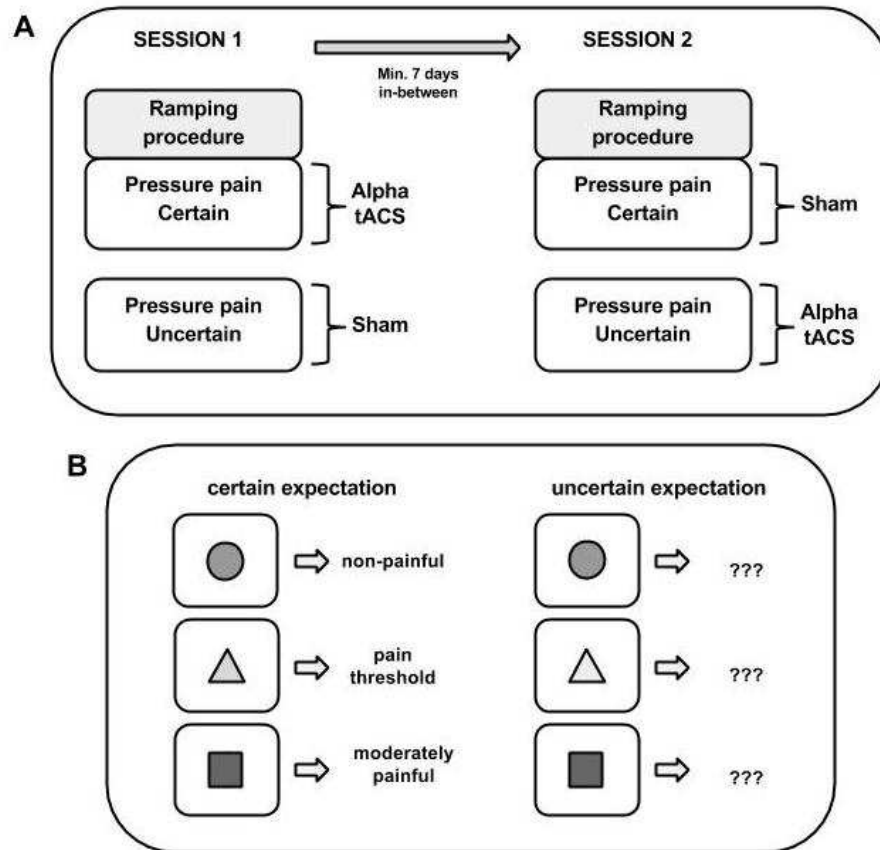 A
SESSION 1
SESSION 2
Min. 7 days
in-between
Ramping
procedure
Pressure pain
Certain
Alpha
tACS
Pressure pain
Uncertain
Sham
Ramping
procedure
Pressure pain
Certain
Sham
Pressure pain
Uncertain
Alpha
tACS
B
certain expectation
non-painful
pain
threshold
moderately
painful
uncertain expectation
???
???
???